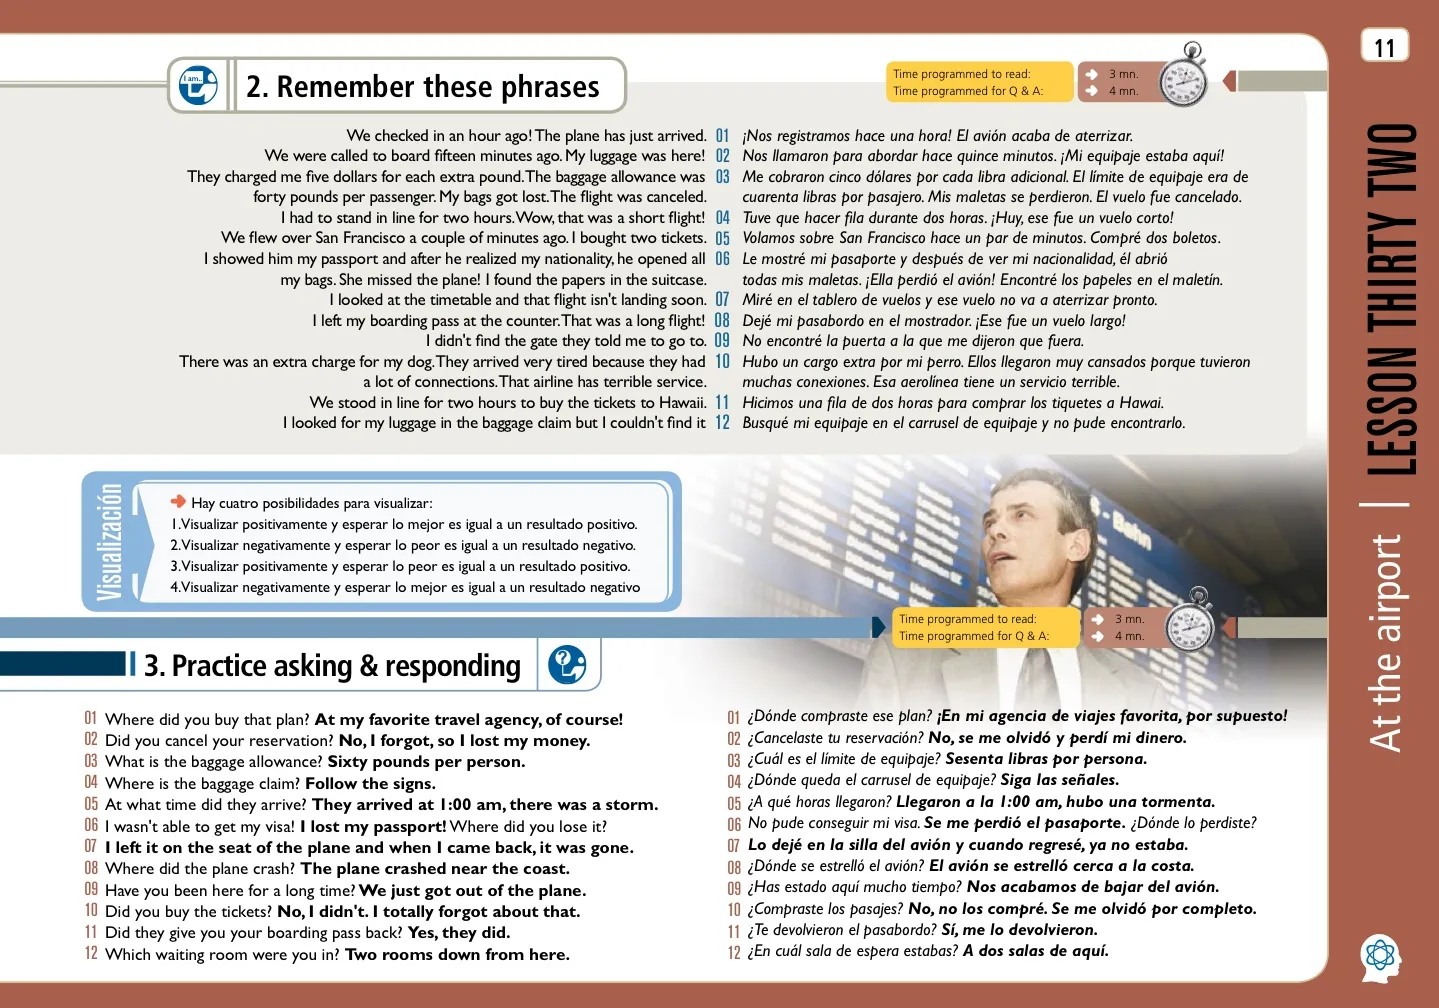 11
LESSON THIRTY TWO
At the airport
I am...
2. Remember these phrases
Time programmed to read: 3 mn.
Time programmed for Q & A: 4 mn.
We checked in an hour ago! The plane has just arrived. 01 ¡Nos registramos hace una hora! El avión acaba de aterrizar.
We were called to board fifteen minutes ago. My luggage was here! 02 Nos llamaron para abordar hace quince minutos. ¡Mi equipaje estaba aquí!
They charged me five dollars for each extra pound. The baggage allowance was 03 Me cobraron cinco dólares por cada libra adicional. El límite de equipaje era de
forty pounds per passenger. My bags got lost. The flight was canceled. cuarenta libras por pasajero. Mis maletas se perdieron. El vuelo fue cancelado.
I had to stand in line for two hours. Wow, that was a short flight! 04 Tuve que hacer fila durante dos horas. ¡Huy, ese fue un vuelo corto!
We flew over San Francisco a couple of minutes ago. I bought two tickets. 05 Volamos sobre San Francisco hace un par de minutos. Compré dos boletos.
I showed him my passport and after he realized my nationality, he opened all 06 Le mostré mi pasaporte y después de ver mi nacionalidad, él abrió
my bags. She missed the plane! I found the papers in the suitcase. todas mis maletas. ¡Ella perdió el avión! Encontré los papeles en el maletín.
I looked at the timetable and that flight isn't landing soon. 07 Miré en el tablero de vuelos y ese vuelo no va a aterrizar pronto.
I left my boarding pass at the counter. That was a long flight! 08 Dejé mi pasabordo en el mostrador. ¡Ese fue un vuelo largo!
I didn't find the gate they told me to go to. 09 No encontré la puerta a la que me dijeron que fuera.
There was an extra charge for my dog. They arrived very tired because they had 10 Hubo un cargo extra por mi perro. Ellos llegaron muy cansados porque tuvieron
a lot of connections. That airline has terrible service. muchas conexiones. Esa aerolínea tiene un servicio terrible.
We stood in line for two hours to buy the tickets to Hawaii. 11 Hicimos una fila de dos horas para comprar los tiquetes a Hawai.
I looked for my luggage in the baggage claim but I couldn't find it 12 Busqué mi equipaje en el carrusel de equipaje y no pude encontrarlo.
Visualización
Hay cuatro posibilidades para visualizar:
1. Visualizar positivamente y esperar lo mejor es igual a un resultado positivo.
2. Visualizar negativamente y esperar lo peor es igual a un resultado negativo.
3. Visualizar positivamente y esperar lo peor es igual a un resultado positivo.
4. Visualizar negativamente y esperar lo mejor es igual a un resultado negativo
Time programmed to read: 3 mn.
Time programmed for Q & A: 4 mn.
3. Practice asking & responding
01 Where did you buy that plan? At my favorite travel agency, of course!
02 Did you cancel your reservation? No, I forgot, so I lost my money.
03 What is the baggage allowance? Sixty pounds per person.
04 Where is the baggage claim? Follow the signs.
05 At what time did they arrive? They arrived at 1:00 am, there was a storm.
06 I wasn't able to get my visa! I lost my passport! Where did you lose it?
07 I left it on the seat of the plane and when I came back, it was gone.
08 Where did the plane crash? The plane crashed near the coast.
09 Have you been here for a long time? We just got out of the plane.
10 Did you buy the tickets? No, I didn't. I totally forgot about that.
11 Did they give you your boarding pass back? Yes, they did.
12 Which waiting room were you in? Two rooms down from here.
01 ¿Dónde compraste ese plan? ¡En mi agencia de viajes favorita, por supuesto!
02 ¿Cancelaste tu reservación? No, se me olvidó y perdí mi dinero.
03 ¿Cuál es el límite de equipaje? Sesenta libras por persona.
04 ¿Dónde queda el carrusel de equipaje? Siga las señales.
05 ¿A qué horas llegaron? Llegaron a la 1:00 am, hubo una tormenta.
06 No pude conseguir mi visa. Se me perdió el pasaporte. ¿Dónde lo perdiste?
07 Lo dejé en la silla del avión y cuando regresé, ya no estaba.
08 ¿Dónde se estrelló el avión? El avión se estrelló cerca a la costa.
09 ¿Has estado aquí mucho tiempo? Nos acabamos de bajar del avión.
10 ¿Compraste los pasajes? No, no los compré. Se me olvidó por completo.
11 ¿Te devolvieron el pasabordo? Sí, me lo devolvieron.
12 ¿En cuál sala de espera estabas? A dos salas de aquí.